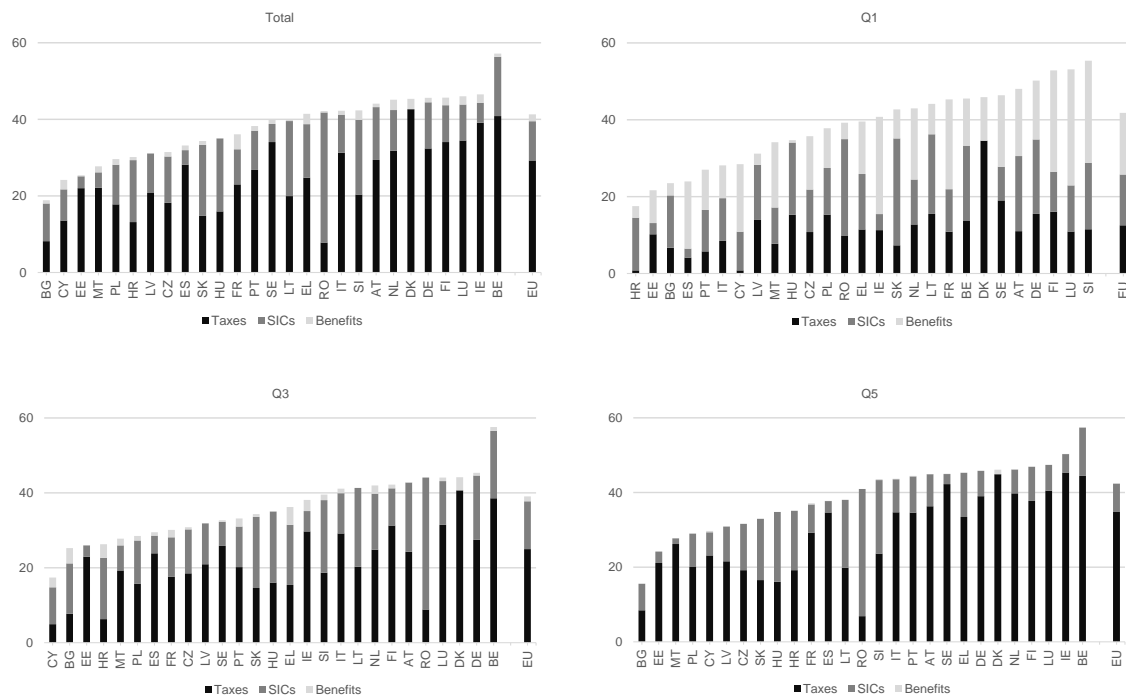 Total
60
40
20
0
BG CY EE MT PL HR LV CZ ES SK HU FR PT SE LT EL RO IT SI AT NL DK DE FI LU IE BE EU
Taxes SICs Benefits
Q1
60
40
20
0
HR EE BG ES PT IT CY LV MT HU CZ PL RO EL IE SK NL LT FR BE DK SE AT DE FI LU SI EU
Taxes SICs Benefits
Q3
60
40
20
0
CY BG EE HR MT PL ES FR CZ LV SE PT SK HU EL IE SI IT LT NL FI AT RO LU DK DE BE EU
Taxes SICs Benefits
Q5
60
40
20
0
BG EE MT PL CY LV CZ SK HU HR FR ES LT RO SI IT PT AT SE EL DE DK NL FI LU IE BE EU
Taxes SICs Benefits